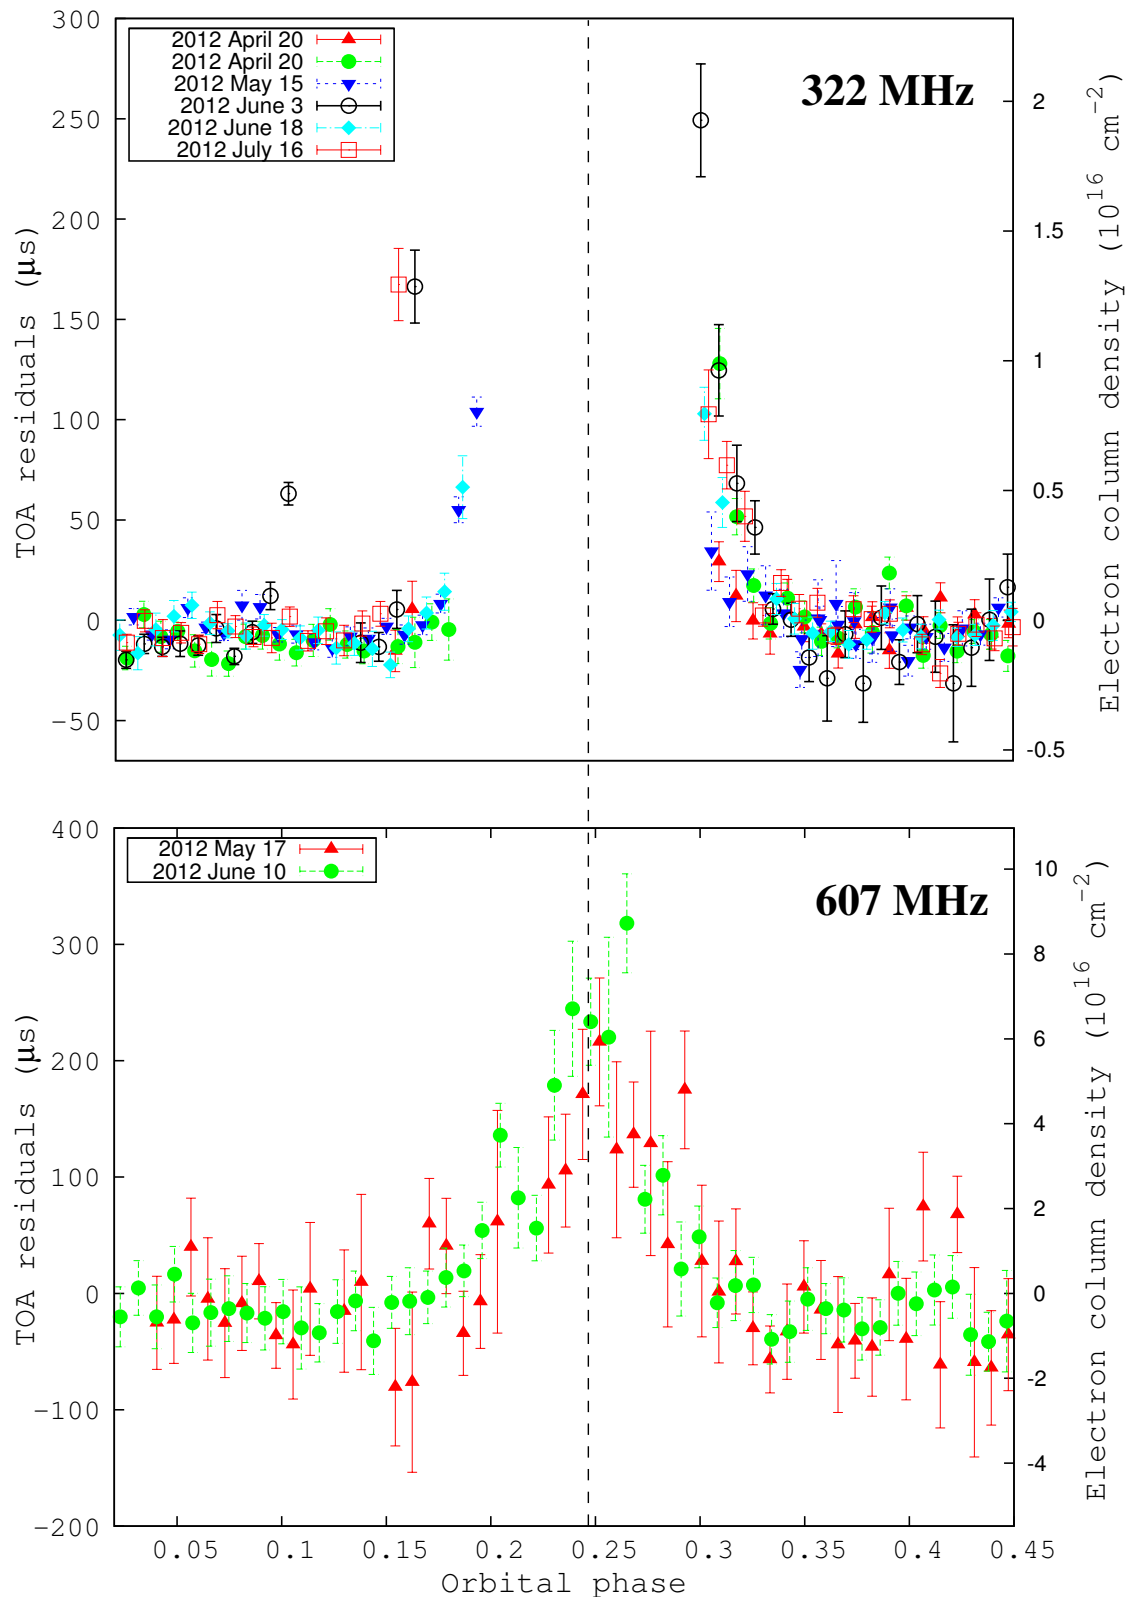 300
250
200
150
100
50
0
−50
TOA residuals (μs)
2012 April 20
2012 April 20
2012 May 15
2012 June 3
2012 June 18
2012 July 16
322 MHz
2
1.5
1
0.5
0
-0.5
Electron column density (10^16 cm^−2)
400
300
200
100
0
−100
−200
TOA residuals (μs)
2012 May 17
2012 June 10
607 MHz
10
8
6
4
2
0
-2
-4
Electron column density (10^16 cm^−2)
0.05 0.1 0.15 0.2 0.25 0.3 0.35 0.4 0.45
Orbital phase